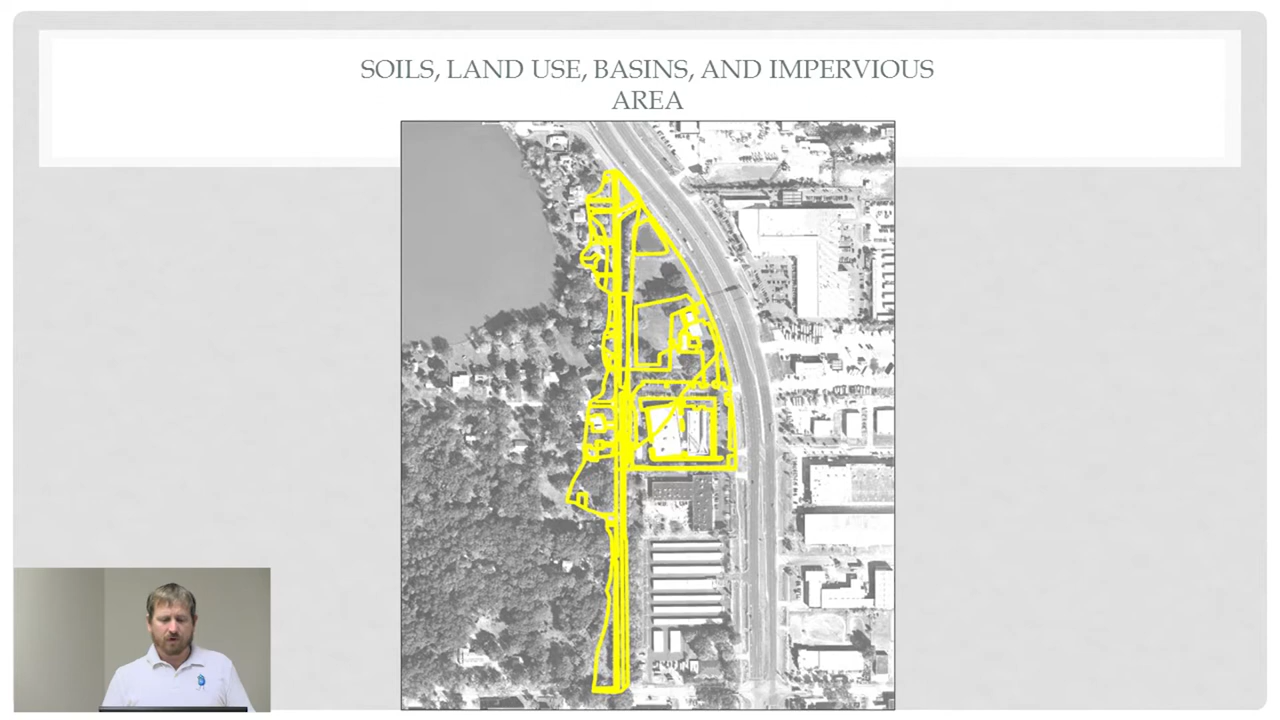 SOILS, LAND USE, BASINS, AND IMPERVIOUS
AREA